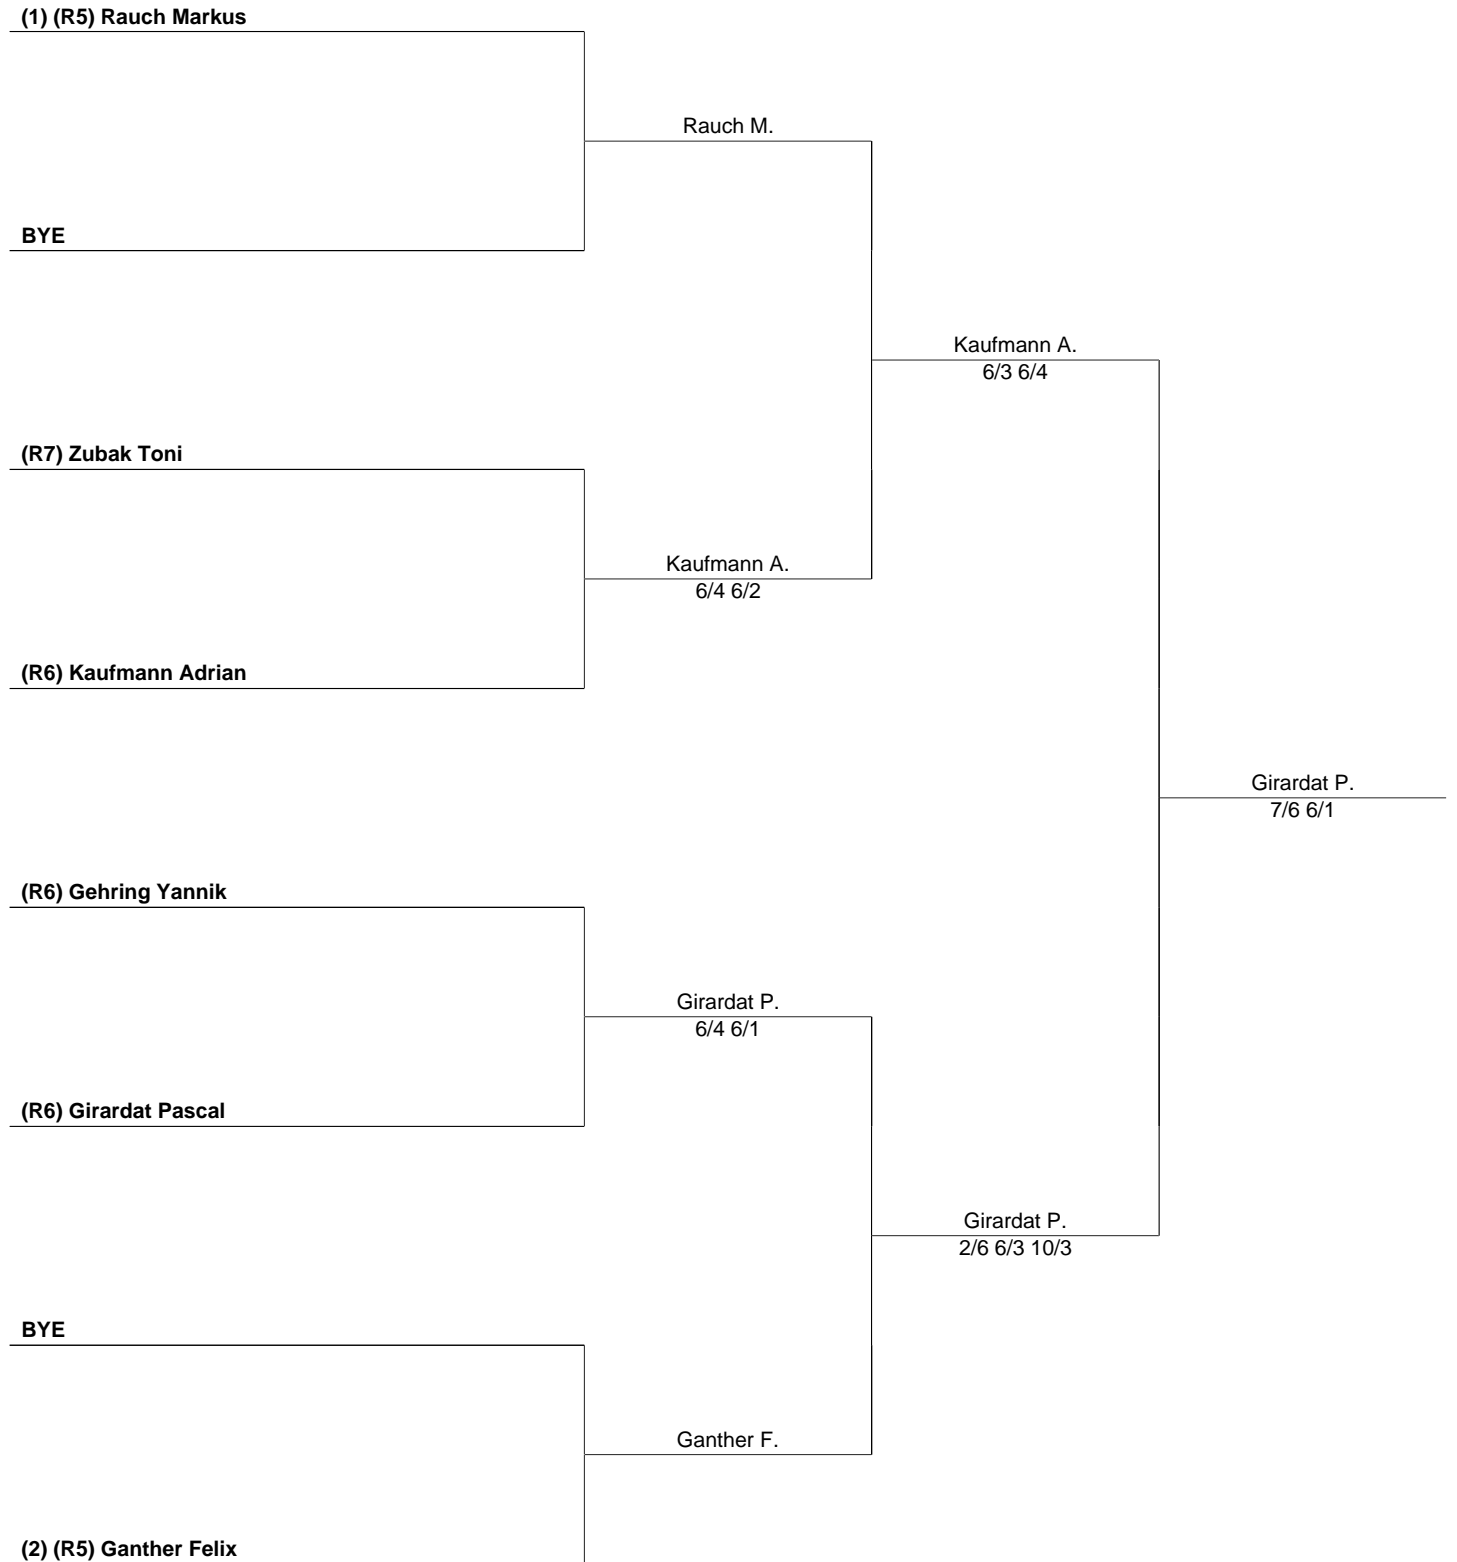 (1) (R5) Rauch Markus
Rauch M.
BYE
Kaufmann A.
6/3 6/4
(R7) Zubak Toni
Kaufmann A.
6/4 6/2
(R6) Kaufmann Adrian
Girardat P.
7/6 6/1
(R6) Gehring Yannik
Girardat P.
6/4 6/1
(R6) Girardat Pascal
Girardat P.
2/6 6/3 10/3
BYE
Ganther F.
(2) (R5) Ganther Felix